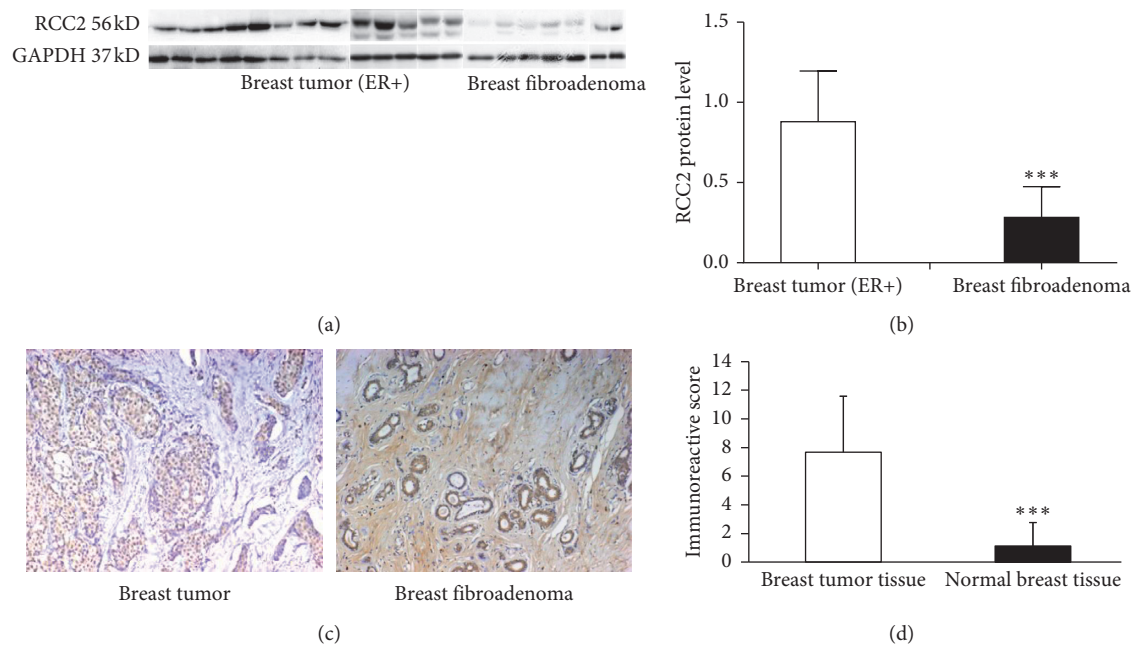 RCC2 56 kD
GAPDH 37 kD
Breast tumor (ER+)
Breast fibroadenoma
(a)
RCC2 protein level
1.5
1.0
0.5
0.0
***
Breast tumor (ER+)
Breast fibroadenoma
(b)
Breast tumor
Breast fibroadenoma
(c)
Immunoreactive score
14
12
10
8
6
4
2
0
***
Breast tumor tissue
Normal breast tissue
(d)